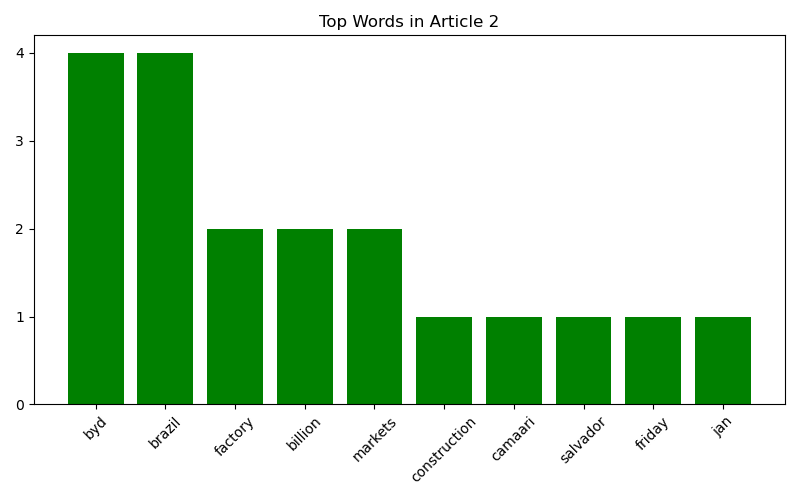 Top Words in Article 2
4
3
2
1
0
byd
brazil
factory
billion
markets
construction
camaari
salvador
friday
jan